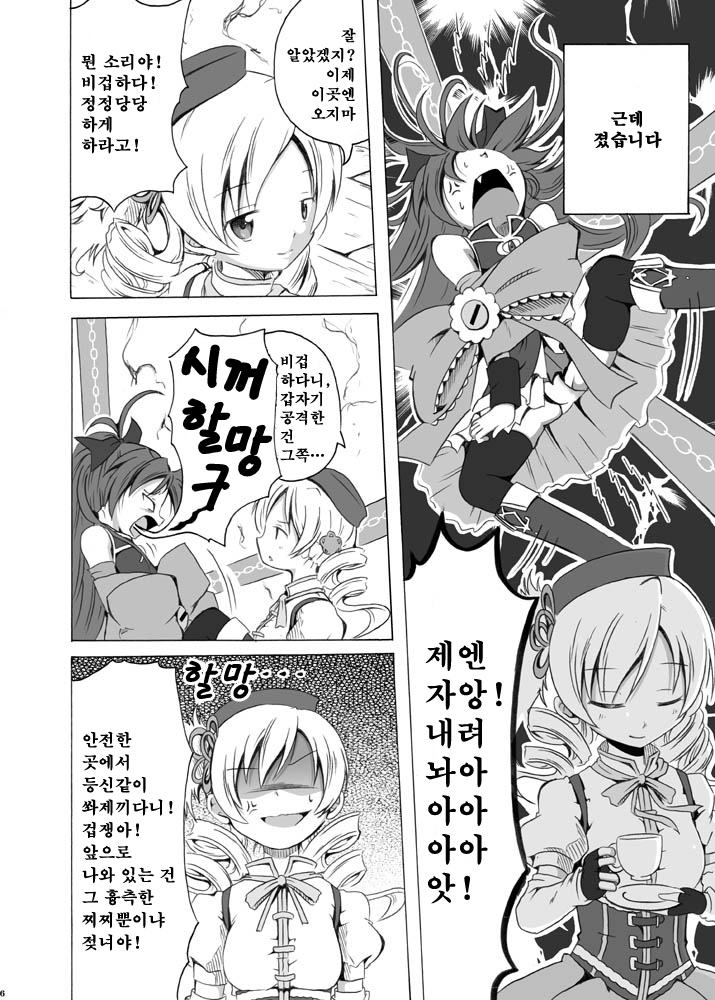 근데
졌습니다
제엔
자앙!
내려
놔아
아아
아아
앗!
잘
알았겠지?
이제
이곳엔
오지마
뭔 소리야!
비겁하다!
정정당당
하게
하라고!
비겁
하다니,
갑자기
공격한
건
그쪽…
시꺼
할망
구
할망…
안전한
곳에서
등신같이
쏴제끼다니!
겁쟁아!
앞으로
나와 있는 건
그 흉측한
찌찌뿐이냐
젖녀야!
6